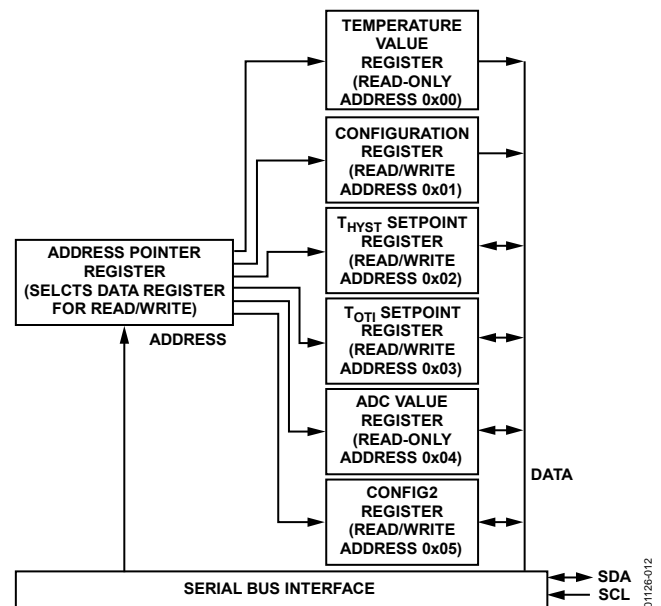 TEMPERATURE
VALUE
REGISTER
(READ-ONLY
ADDRESS 0x00)
CONFIGURATION
REGISTER
(READ/WRITE
ADDRESS 0x01)
THYST SETPOINT
REGISTER
(READ/WRITE
ADDRESS 0x02)
ADDRESS POINTER
REGISTER
(SELCTS DATA REGISTER
FOR READ/WRITE)
ADDRESS
TOTI SETPOINT
REGISTER
(READ/WRITE
ADDRESS 0x03)
ADC VALUE
REGISTER
(READ-ONLY
ADDRESS 0x04)
DATA
CONFIG2
REGISTER
(READ/WRITE
ADDRESS 0x05)
SERIAL BUS INTERFACE
SDA
SCL
01126-012